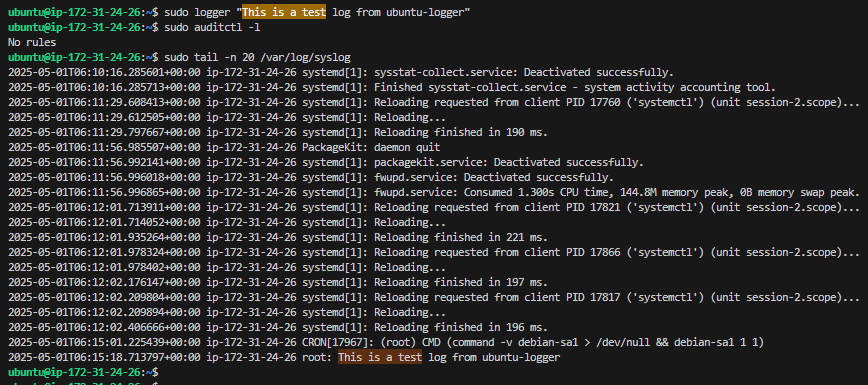 ubuntu@ip-172-31-24-26:~$ sudo logger "This is a test log from ubuntu-logger"
ubuntu@ip-172-31-24-26:~$ sudo auditctl -l
No rules
ubuntu@ip-172-31-24-26:~$ sudo tail -n 20 /var/log/syslog
2025-05-01T06:10:16.285601+00:00 ip-172-31-24-26 systemd[1]: sysstat-collect.service: Deactivated successfully.
2025-05-01T06:10:16.285713+00:00 ip-172-31-24-26 systemd[1]: Finished sysstat-collect.service - system activity accounting tool.
2025-05-01T06:11:29.608413+00:00 ip-172-31-24-26 systemd[1]: Reloading requested from client PID 17760 ('systemctl') (unit session-2.scope)...
2025-05-01T06:11:29.612505+00:00 ip-172-31-24-26 systemd[1]: Reloading...
2025-05-01T06:11:29.797667+00:00 ip-172-31-24-26 systemd[1]: Reloading finished in 190 ms.
2025-05-01T06:11:56.985507+00:00 ip-172-31-24-26 PackageKit: daemon quit
2025-05-01T06:11:56.992141+00:00 ip-172-31-24-26 systemd[1]: packagekit.service: Deactivated successfully.
2025-05-01T06:11:56.996018+00:00 ip-172-31-24-26 systemd[1]: fwupd.service: Deactivated successfully.
2025-05-01T06:11:56.996865+00:00 ip-172-31-24-26 systemd[1]: fwupd.service: Consumed 1.300s CPU time, 144.8M memory peak, 0B memory swap peak.
2025-05-01T06:12:01.713911+00:00 ip-172-31-24-26 systemd[1]: Reloading requested from client PID 17821 ('systemctl') (unit session-2.scope)...
2025-05-01T06:12:01.714052+00:00 ip-172-31-24-26 systemd[1]: Reloading...
2025-05-01T06:12:01.935264+00:00 ip-172-31-24-26 systemd[1]: Reloading finished in 221 ms.
2025-05-01T06:12:01.978324+00:00 ip-172-31-24-26 systemd[1]: Reloading requested from client PID 17866 ('systemctl') (unit session-2.scope)...
2025-05-01T06:12:01.978402+00:00 ip-172-31-24-26 systemd[1]: Reloading...
2025-05-01T06:12:02.176147+00:00 ip-172-31-24-26 systemd[1]: Reloading finished in 197 ms.
2025-05-01T06:12:02.209804+00:00 ip-172-31-24-26 systemd[1]: Reloading requested from client PID 17817 ('systemctl') (unit session-2.scope)...
2025-05-01T06:12:02.209894+00:00 ip-172-31-24-26 systemd[1]: Reloading...
2025-05-01T06:12:02.406666+00:00 ip-172-31-24-26 systemd[1]: Reloading finished in 196 ms.
2025-05-01T06:15:01.225439+00:00 ip-172-31-24-26 CRON[17967]: (root) CMD (command -v debian-sa1 > /dev/null && debian-sa1 1 1)
2025-05-01T06:15:18.713797+00:00 ip-172-31-24-26 root: This is a test log from ubuntu-logger
ubuntu@ip-172-31-24-26:~$
ubuntu@ip-172-31-24-26:~$